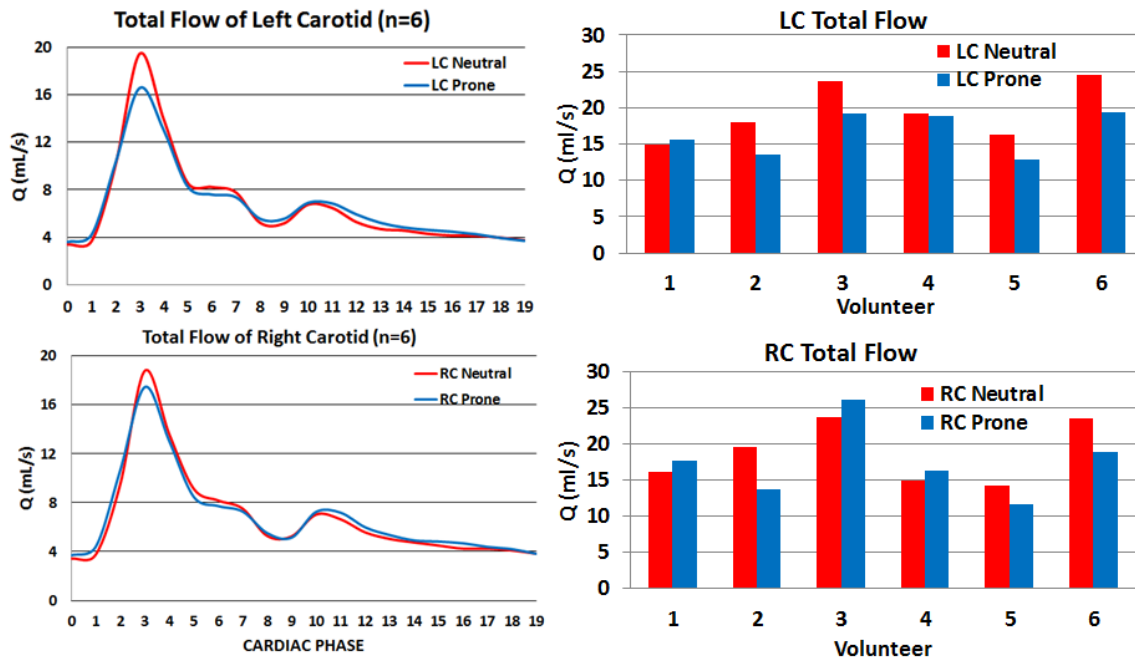 Total Flow of Left Carotid (n=6)
Q (mL/s)
20
16
12
8
4
0
LC Neutral
LC Prone
0 1 2 3 4 5 6 7 8 9 10 11 12 13 14 15 16 17 18 19
LC Total Flow
Q (ml/s)
30
25
20
15
10
5
0
LC Neutral
LC Prone
1 2 3 4 5 6
Volunteer
Total Flow of Right Carotid (n=6)
Q (mL/s)
20
16
12
8
4
0
RC Neutral
RC Prone
0 1 2 3 4 5 6 7 8 9 10 11 12 13 14 15 16 17 18 19
CARDIAC PHASE
RC Total Flow
Q (ml/s)
30
25
20
15
10
5
0
RC Neutral
RC Prone
1 2 3 4 5 6
Volunteer